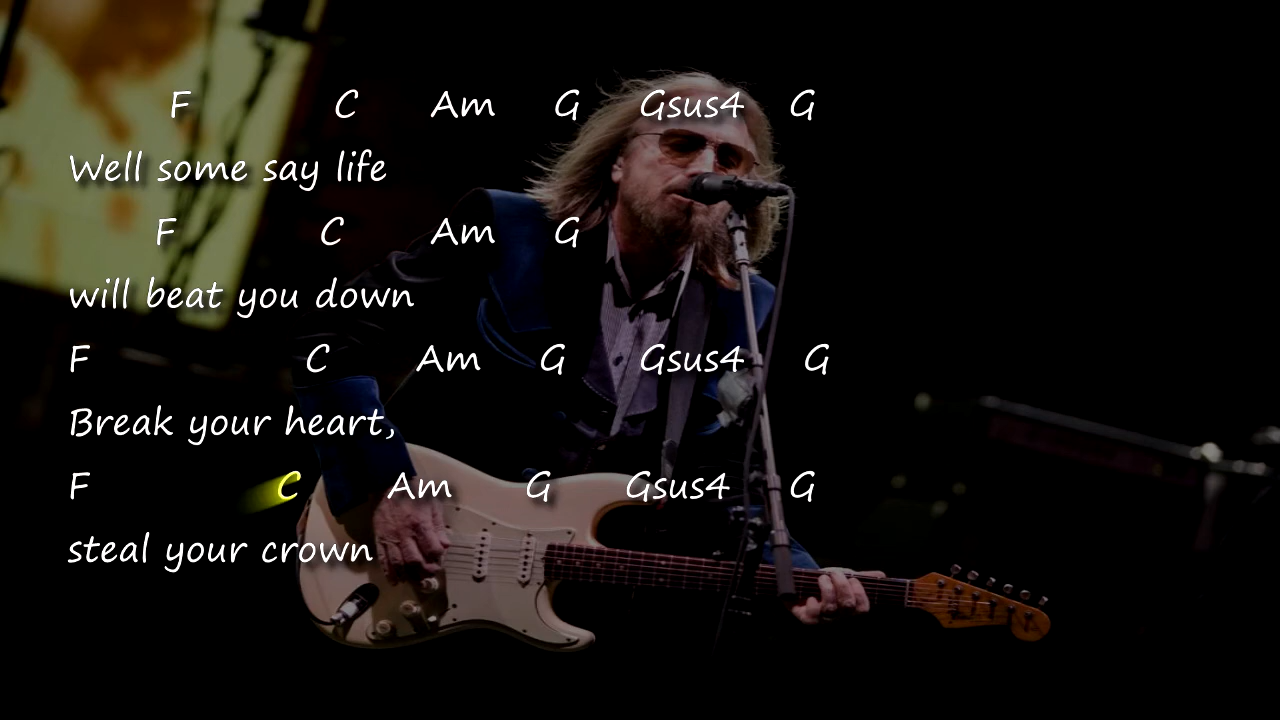 F C Am G Gsus4 G
Well some say life
F C Am G
will beat you down
F C Am G Gsus4 G
Break your heart,
F C Am G Gsus4 G
steal your crown